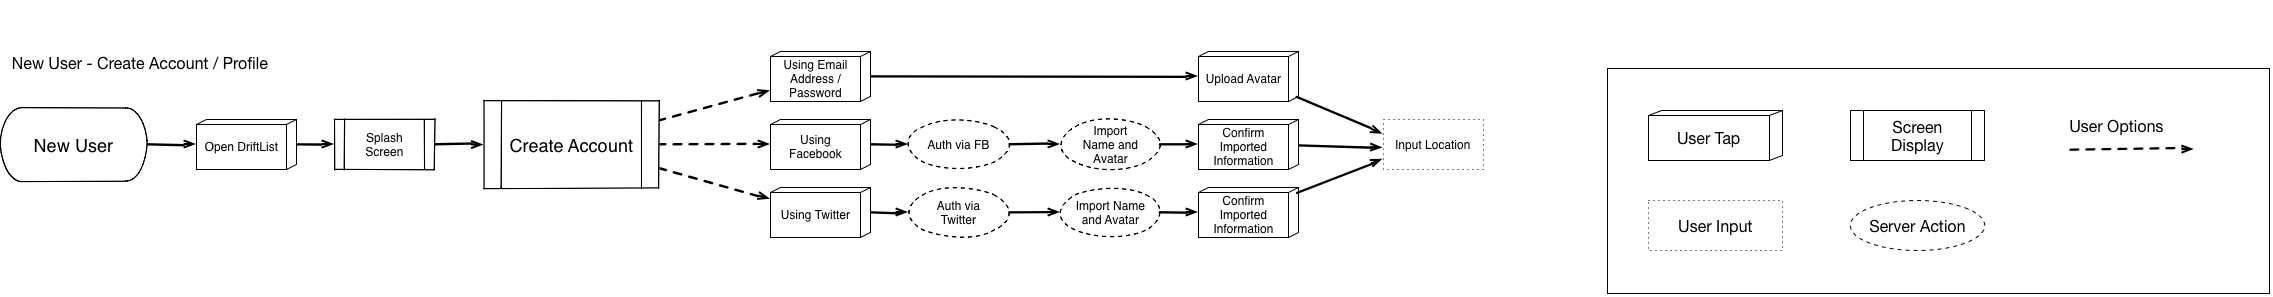 New User - Create Account / Profile
New User
Open DriftList
Splash
Screen
Create Account
Using Email
Address /
Password
Upload Avatar
Using
Facebook
Auth via FB
Import
Name and
Avatar
Confirm
Imported
Information
Input Location
Using Twitter
Auth via
Twitter
Import Name
and Avatar
Confirm
Imported
Information
User Tap
Screen
Display
User Options
User Input
Server Action